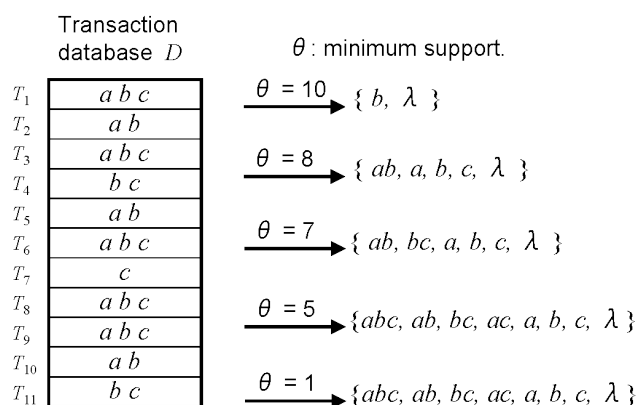 Transaction
database D
θ : minimum support.
T1 a b c
T2 a b
T3 a b c
T4 b c
T5 a b
T6 a b c
T7 c
T8 a b c
T9 a b c
T10 a b
T11 b c
θ = 10 { b, λ }
θ = 8 { ab, a, b, c, λ }
θ = 7 { ab, bc, a, b, c, λ }
θ = 5 {abc, ab, bc, ac, a, b, c, λ }
θ = 1 {abc, ab, bc, ac, a, b, c, λ }